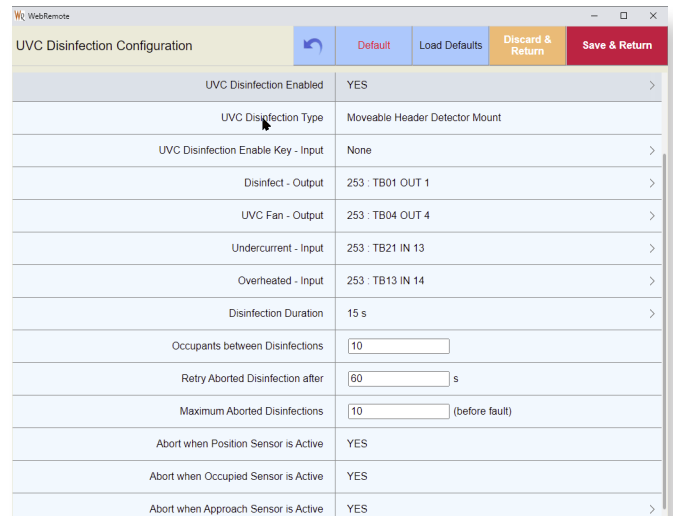 WR WebRemote
UVC Disinfection Configuration
Default
Load Defaults
Discard &
Return
Save & Return
UVC Disinfection Enabled YES
UVC Disinfection Type Moveable Header Detector Mount
UVC Disinfection Enable Key - Input None
Disinfect - Output 253 : TB01 OUT 1
UVC Fan - Output 253 : TB04 OUT 4
Undercurrent - Input 253 : TB21 IN 13
Overheated - Input 253 : TB13 IN 14
Disinfection Duration 15 s
Occupants between Disinfections 10
Retry Aborted Disinfection after 60 s
Maximum Aborted Disinfections 10 (before fault)
Abort when Position Sensor is Active YES
Abort when Occupied Sensor is Active YES
Abort when Approach Sensor is Active YES